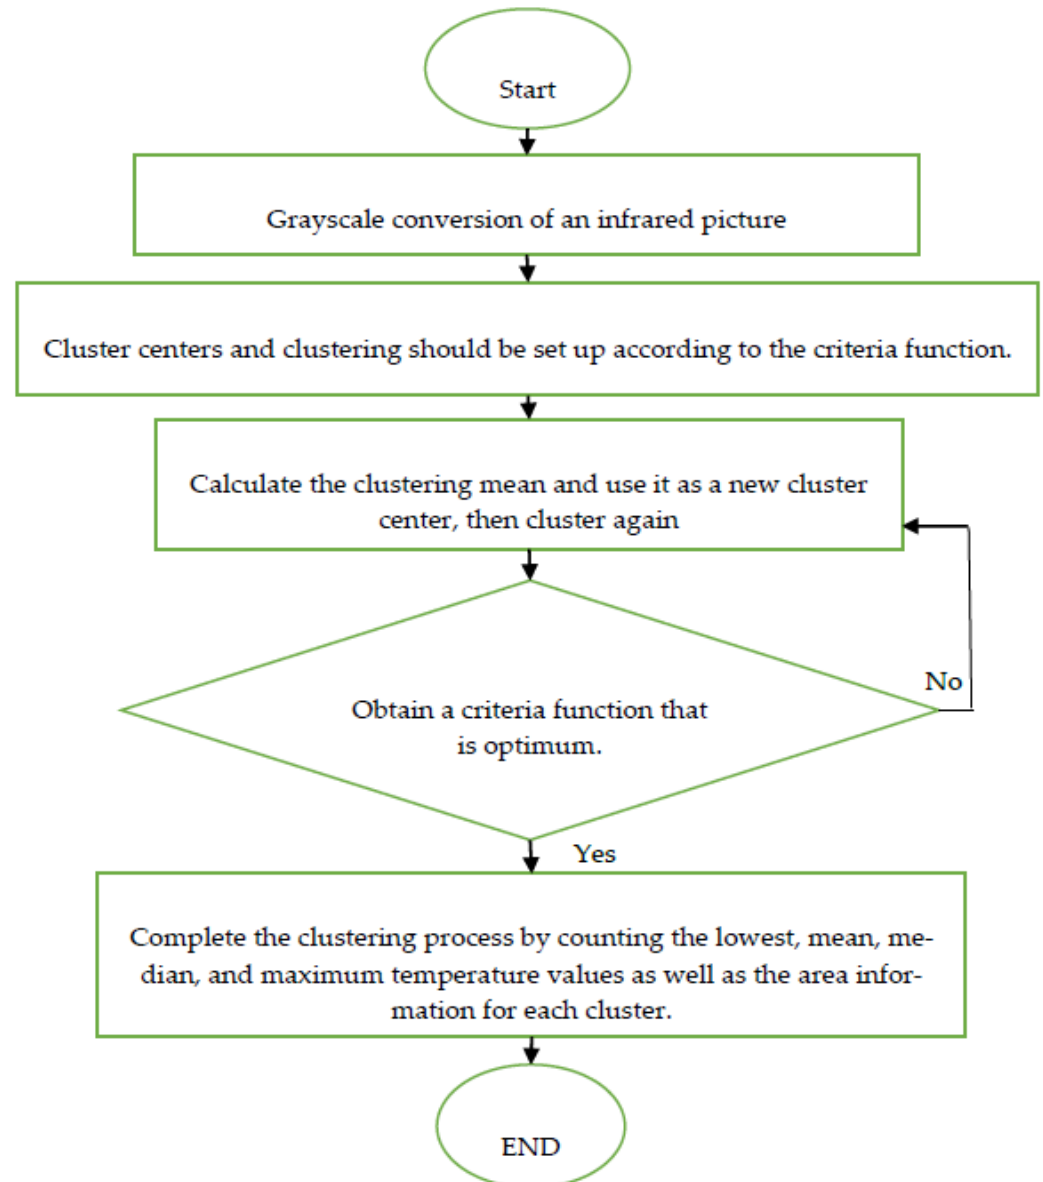 Start
Grayscale conversion of an infrared picture
Cluster centers and clustering should be set up according to the criteria function.
Calculate the clustering mean and use it as a new cluster
center, then cluster again
No
Obtain a criteria function that
is optimum.
Yes
Complete the clustering process by counting the lowest, mean, me-
dian, and maximum temperature values as well as the area infor-
mation for each cluster.
END